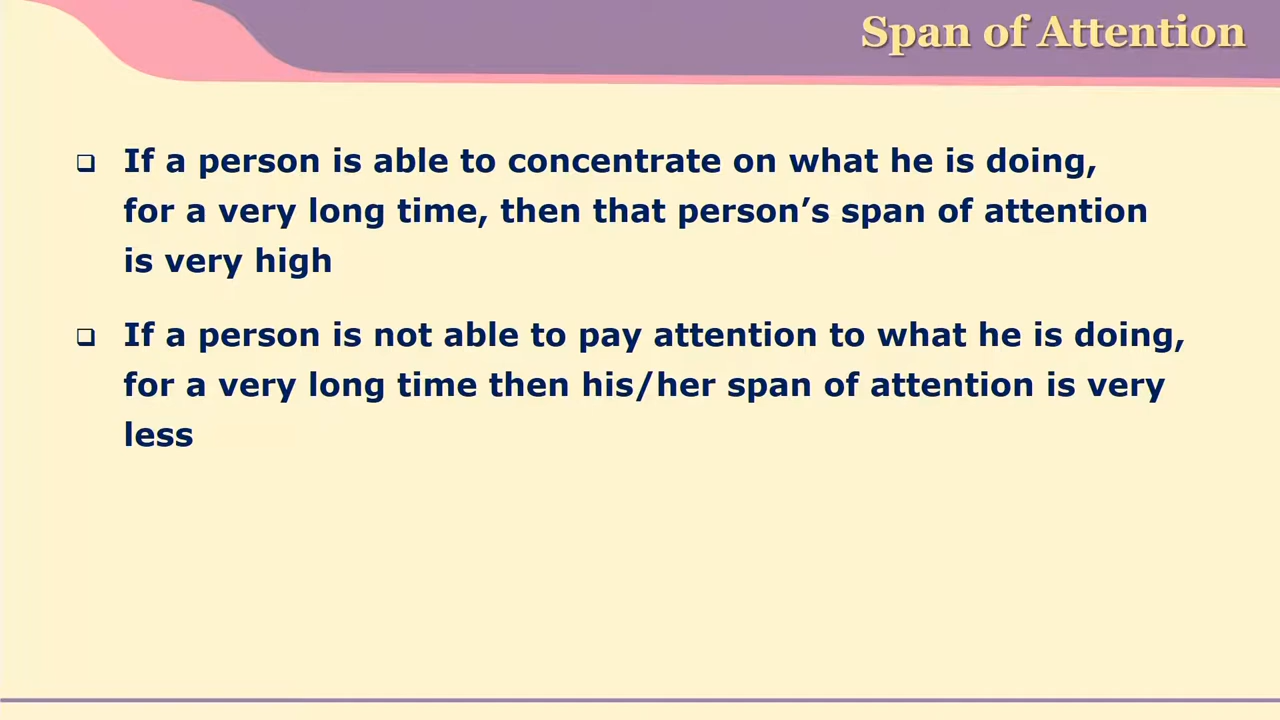 Span of Attention
If a person is able to concentrate on what he is doing,
for a very long time, then that person’s span of attention
is very high
If a person is not able to pay attention to what he is doing,
for a very long time then his/her span of attention is very
less